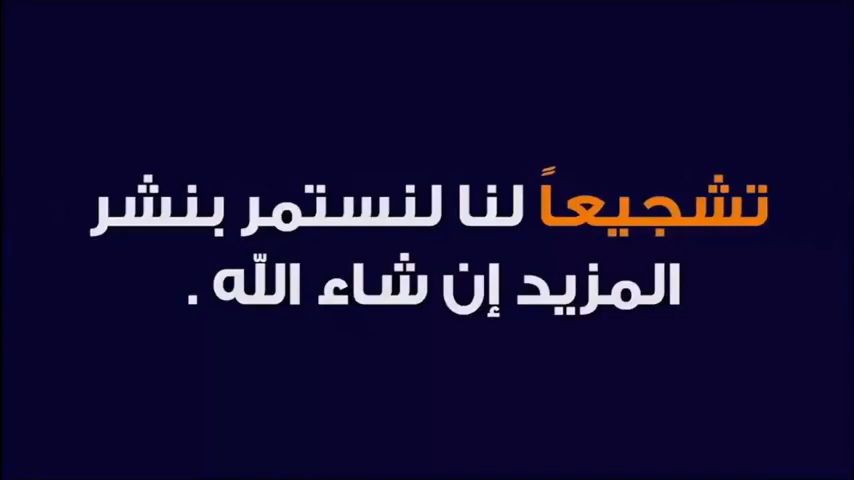 تشجيعاً لنا لنستمر بنشر
المزيد إن شاء الله .